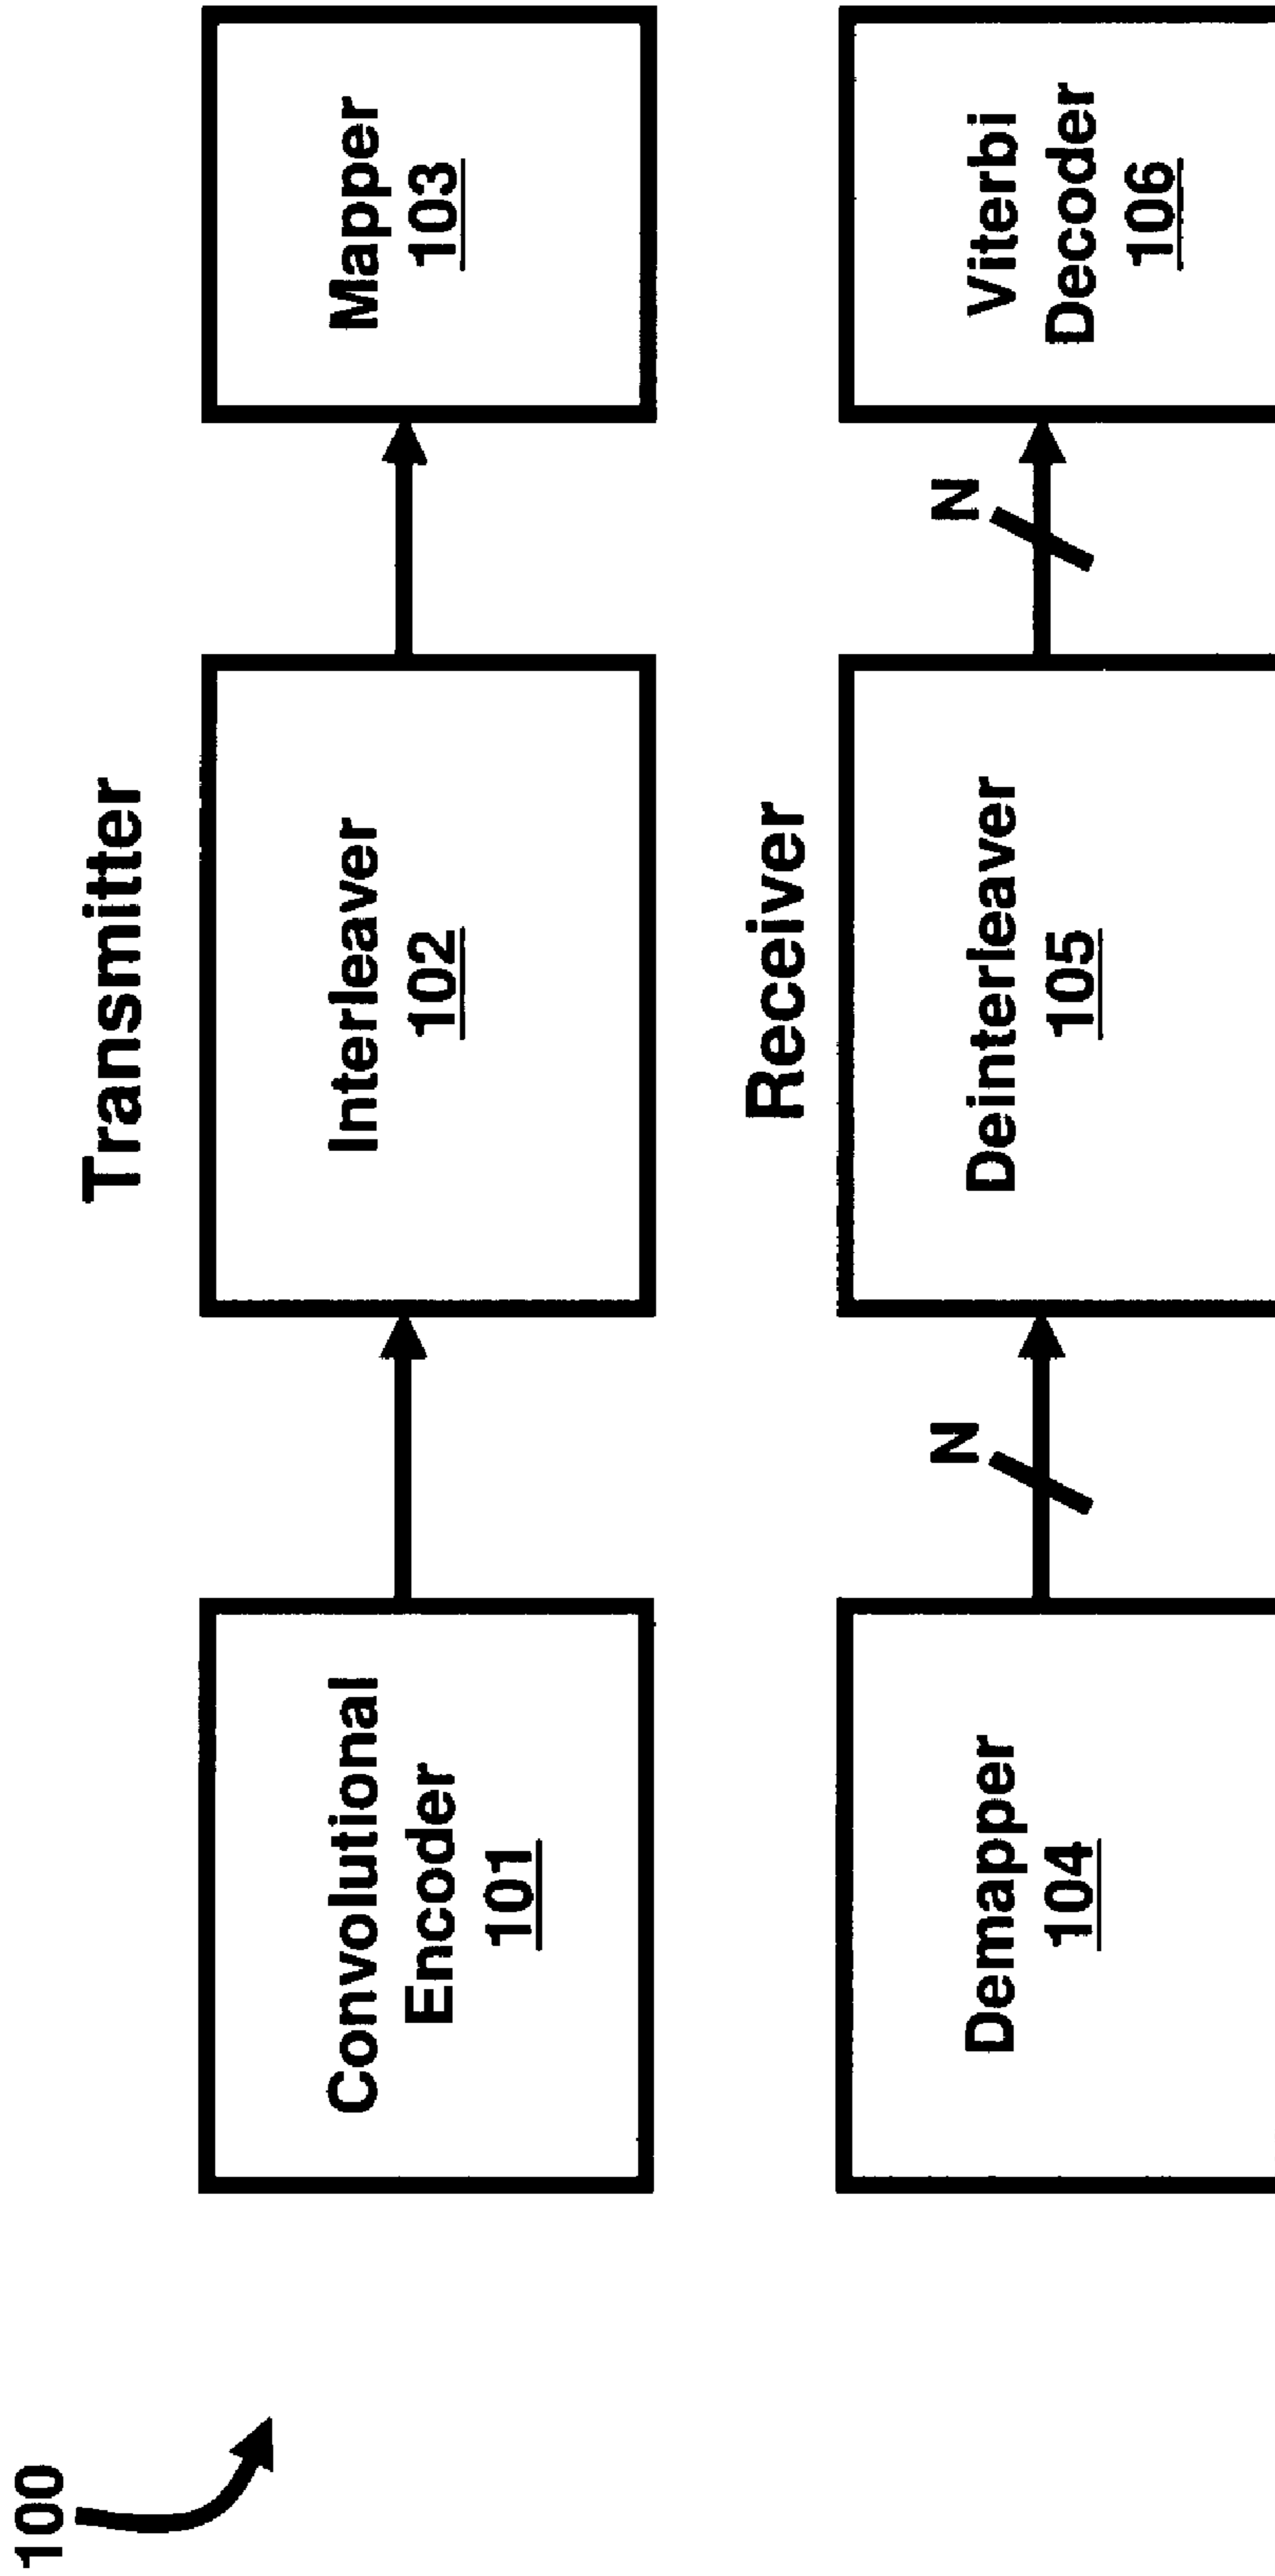 100
Transmitter
Convolutional
Encoder
101
Interleaver
102
Mapper
103
Receiver
Demapper
104
N
Deinterleaver
105
N
Viterbi
Decoder
106